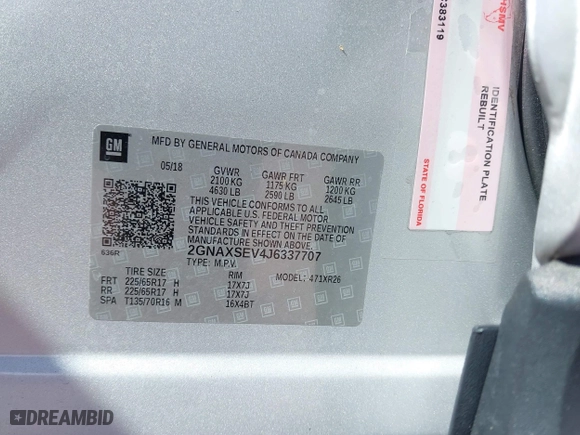 GM
MFD BY GENERAL MOTORS OF CANADA COMPANY
05/18 GVWR GAWR FRT GAWR RR
2100 KG 1175 KG 1200 KG
4630 LB 2590 LB 2645 LB
THIS VEHICLE CONFORMS TO ALL
APPLICABLE U.S. FEDERAL MOTOR
VEHICLE SAFETY AND THEFT PREVENTION
STANDARDS IN EFFECT ON THE DATE OF
MANUFACTURE SHOWN ABOVE.
636R 2GNAXSEV4J6337707
TYPE: M.P.V.
TIRE SIZE RIM MODEL: 471XR26
FRT 225/65R17 H 17X7J
RR 225/65R17 H 17X7J
SPA T135/70R16 M 16X4BT
HSMV
383119
IDENTIFICATION PLATE
REBUILT
STATE OF FLORIDA
DREAMBID